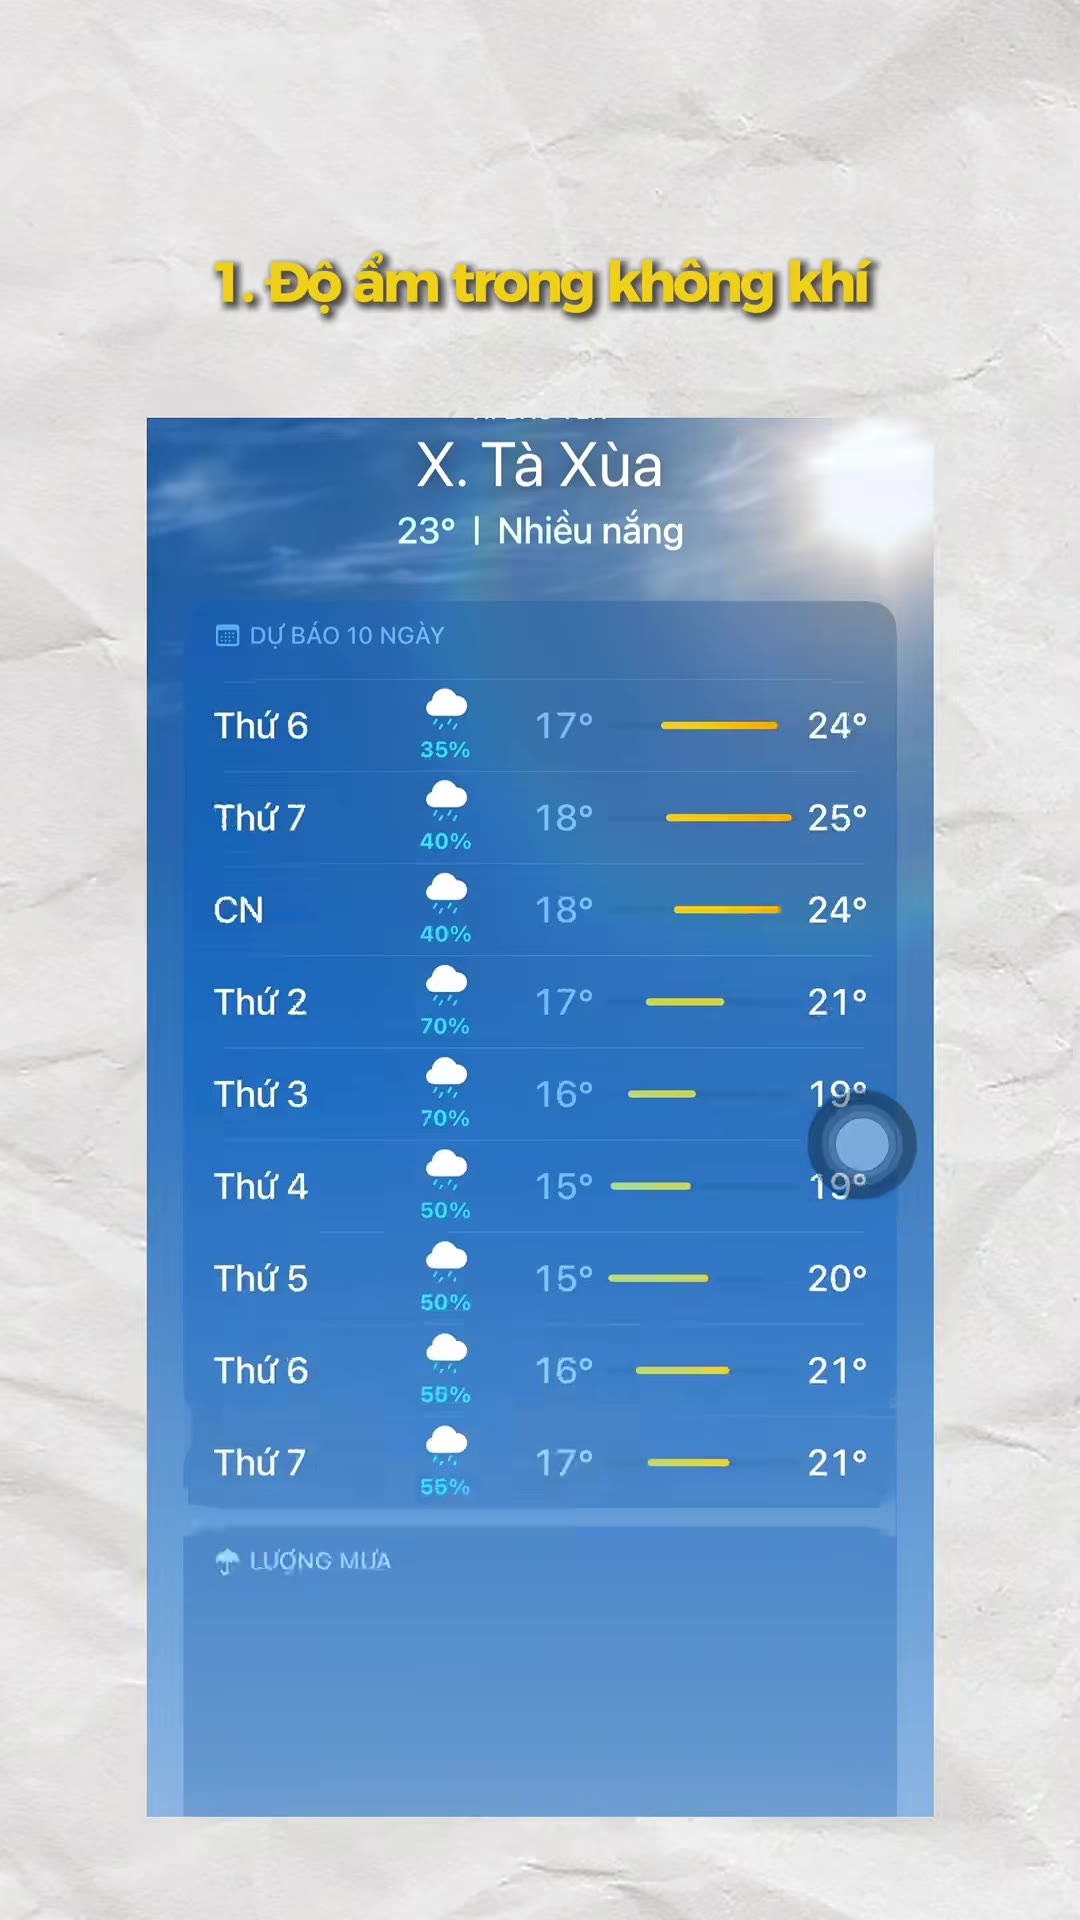 1. Độ ẩm trong không khí
X. Tà Xùa
23° | Nhiều nắng
DỰ BÁO 10 NGÀY
Thứ 6 35% 17° 24°
Thứ 7 40% 18° 25°
CN 40% 18° 24°
Thứ 2 70% 17° 21°
Thứ 3 70% 16° 19°
Thứ 4 50% 15° 19°
Thứ 5 50% 15° 20°
Thứ 6 55% 16° 21°
Thứ 7 55% 17° 21°
LƯỢNG MƯA